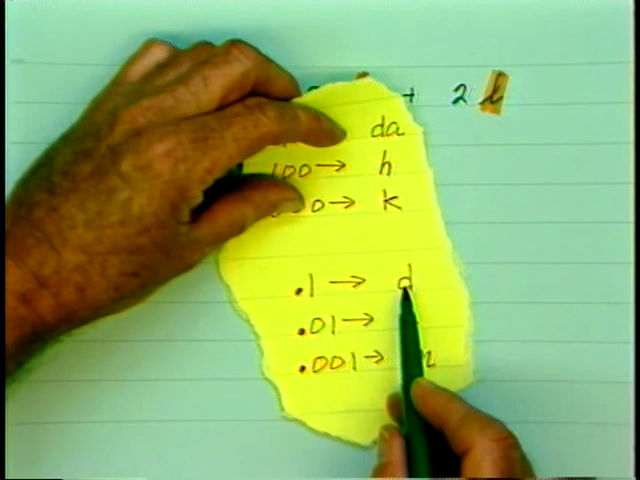 + 2 l
da
100 → h
k
.1 → d
.01 →
.001 →